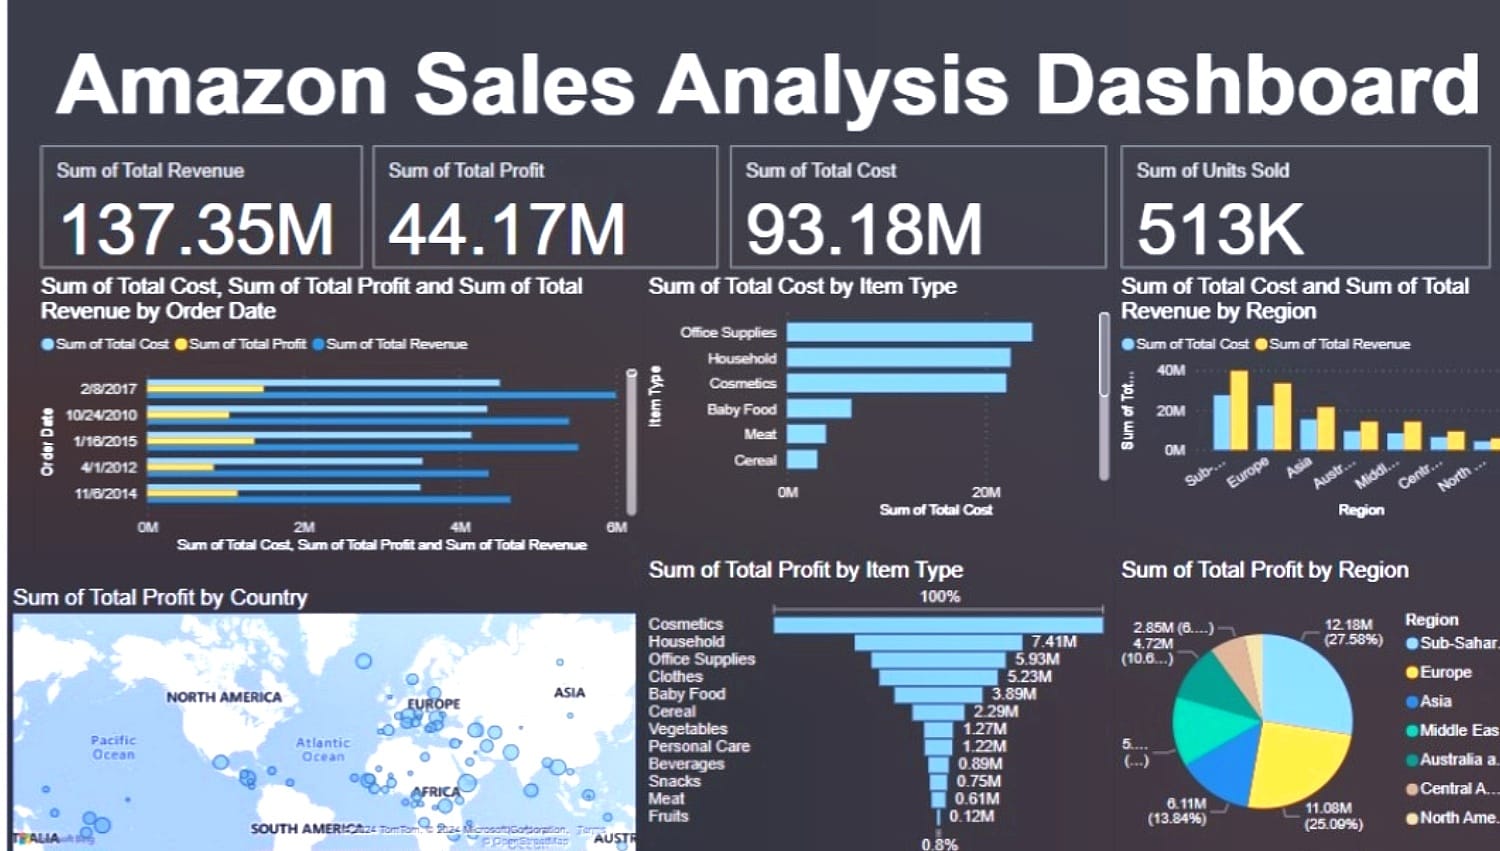 Amazon Sales Analysis Dashboard
Sum of Total Revenue
137.35M
Sum of Total Profit
44.17M
Sum of Total Cost
93.18M
Sum of Units Sold
513K
Sum of Total Cost, Sum of Total Profit and Sum of Total
Revenue by Order Date
Sum of Total Cost Sum of Total Profit Sum of Total Revenue
Order Date
2/8/2017
10/24/2010
1/16/2015
4/1/2012
11/6/2014
0M 2M 4M 6M
Sum of Total Cost, Sum of Total Profit and Sum of Total Revenue
Sum of Total Cost by Item Type
Item Type
Office Supplies
Household
Cosmetics
Baby Food
Meat
Cereal
0M 20M
Sum of Total Cost
Sum of Total Cost and Sum of Total
Revenue by Region
Sum of Total Cost Sum of Total Revenue
Sum of Tot...
40M
20M
0M
Sub-... Europe Asia Austr... Middl... Centr... North ...
Region
Sum of Total Profit by Country
NORTH AMERICA
EUROPE
ASIA
Pacific
Ocean
Atlantic
Ocean
AFRICA
SOUTH AMERICA
TRALIA
© 2024 TomTom, © 2024 Microsoft Corporation, Terms
© OpenStreetMap
AUSTR
Sum of Total Profit by Item Type
100%
Cosmetics
Household 7.41M
Office Supplies 5.93M
Clothes 5.23M
Baby Food 3.89M
Cereal 2.29M
Vegetables 1.27M
Personal Care 1.22M
Beverages 0.89M
Snacks 0.75M
Meat 0.61M
Fruits 0.12M
0.8%
Sum of Total Profit by Region
2.85M (6....)
4.72M
(10.6...)
5....
(...)
6.11M
(13.84%)
11.08M
(25.09%)
12.18M
(27.58%)
Region
Sub-Sahar...
Europe
Asia
Middle Eas
Australia a...
Central A...
North Ame...